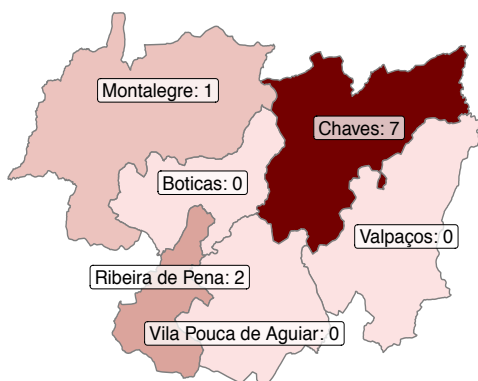 Montalegre: 1
Chaves: 7
Boticas: 0
Valpaços: 0
Ribeira de Pena: 2
Vila Pouca de Aguiar: 0